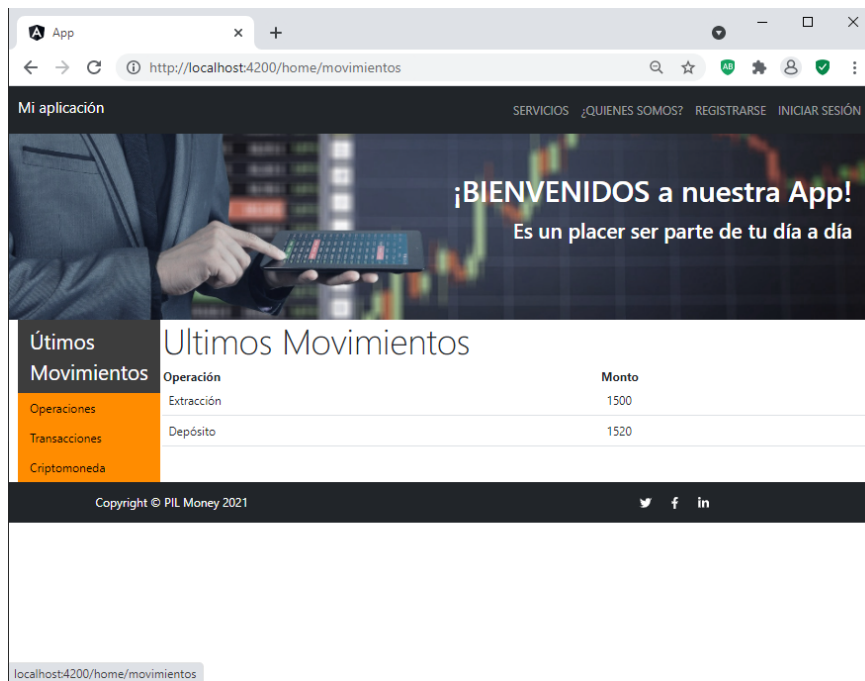 App
http://localhost:4200/home/movimientos
AB
Mi aplicación
SERVICIOS ¿QUIENES SOMOS? REGISTRARSE INICIAR SESIÓN
¡BIENVENIDOS a nuestra App!
Es un placer ser parte de tu día a día
Útimos
Movimientos
Operaciones
Transacciones
Criptomoneda
Ultimos Movimientos
Operación Monto
Extracción 1500
Depósito 1520
Copyright © PIL Money 2021
localhost:4200/home/movimientos